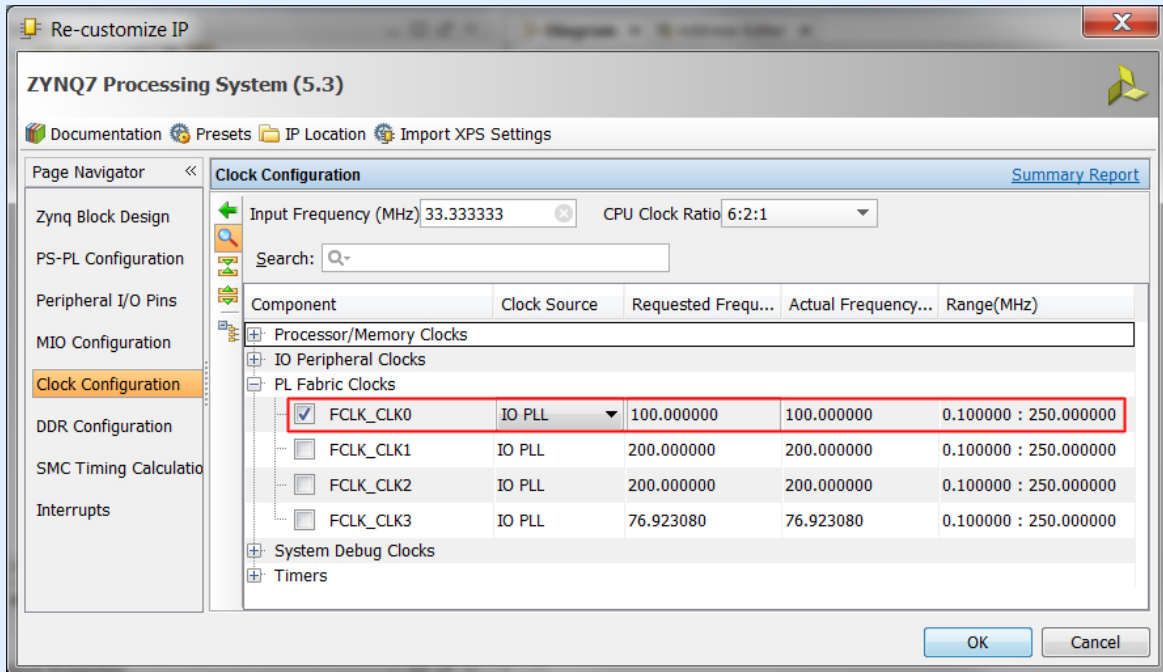 Re-customize IP
ZYNQ7 Processing System (5.3)
Documentation Presets IP Location Import XPS Settings
Page Navigator «
Zynq Block Design
PS-PL Configuration
Peripheral I/O Pins
MIO Configuration
Clock Configuration
DDR Configuration
SMC Timing Calculatio
Interrupts
Clock Configuration Summary Report
Input Frequency (MHz) 33.333333 CPU Clock Ratio 6:2:1
Search:
Component Clock Source Requested Frequ... Actual Frequency... Range(MHz)
Processor/Memory Clocks
IO Peripheral Clocks
PL Fabric Clocks
FCLK_CLK0 IO PLL 100.000000 100.000000 0.100000 : 250.000000
FCLK_CLK1 IO PLL 200.000000 200.000000 0.100000 : 250.000000
FCLK_CLK2 IO PLL 200.000000 200.000000 0.100000 : 250.000000
FCLK_CLK3 IO PLL 76.923080 76.923080 0.100000 : 250.000000
System Debug Clocks
Timers
OK Cancel